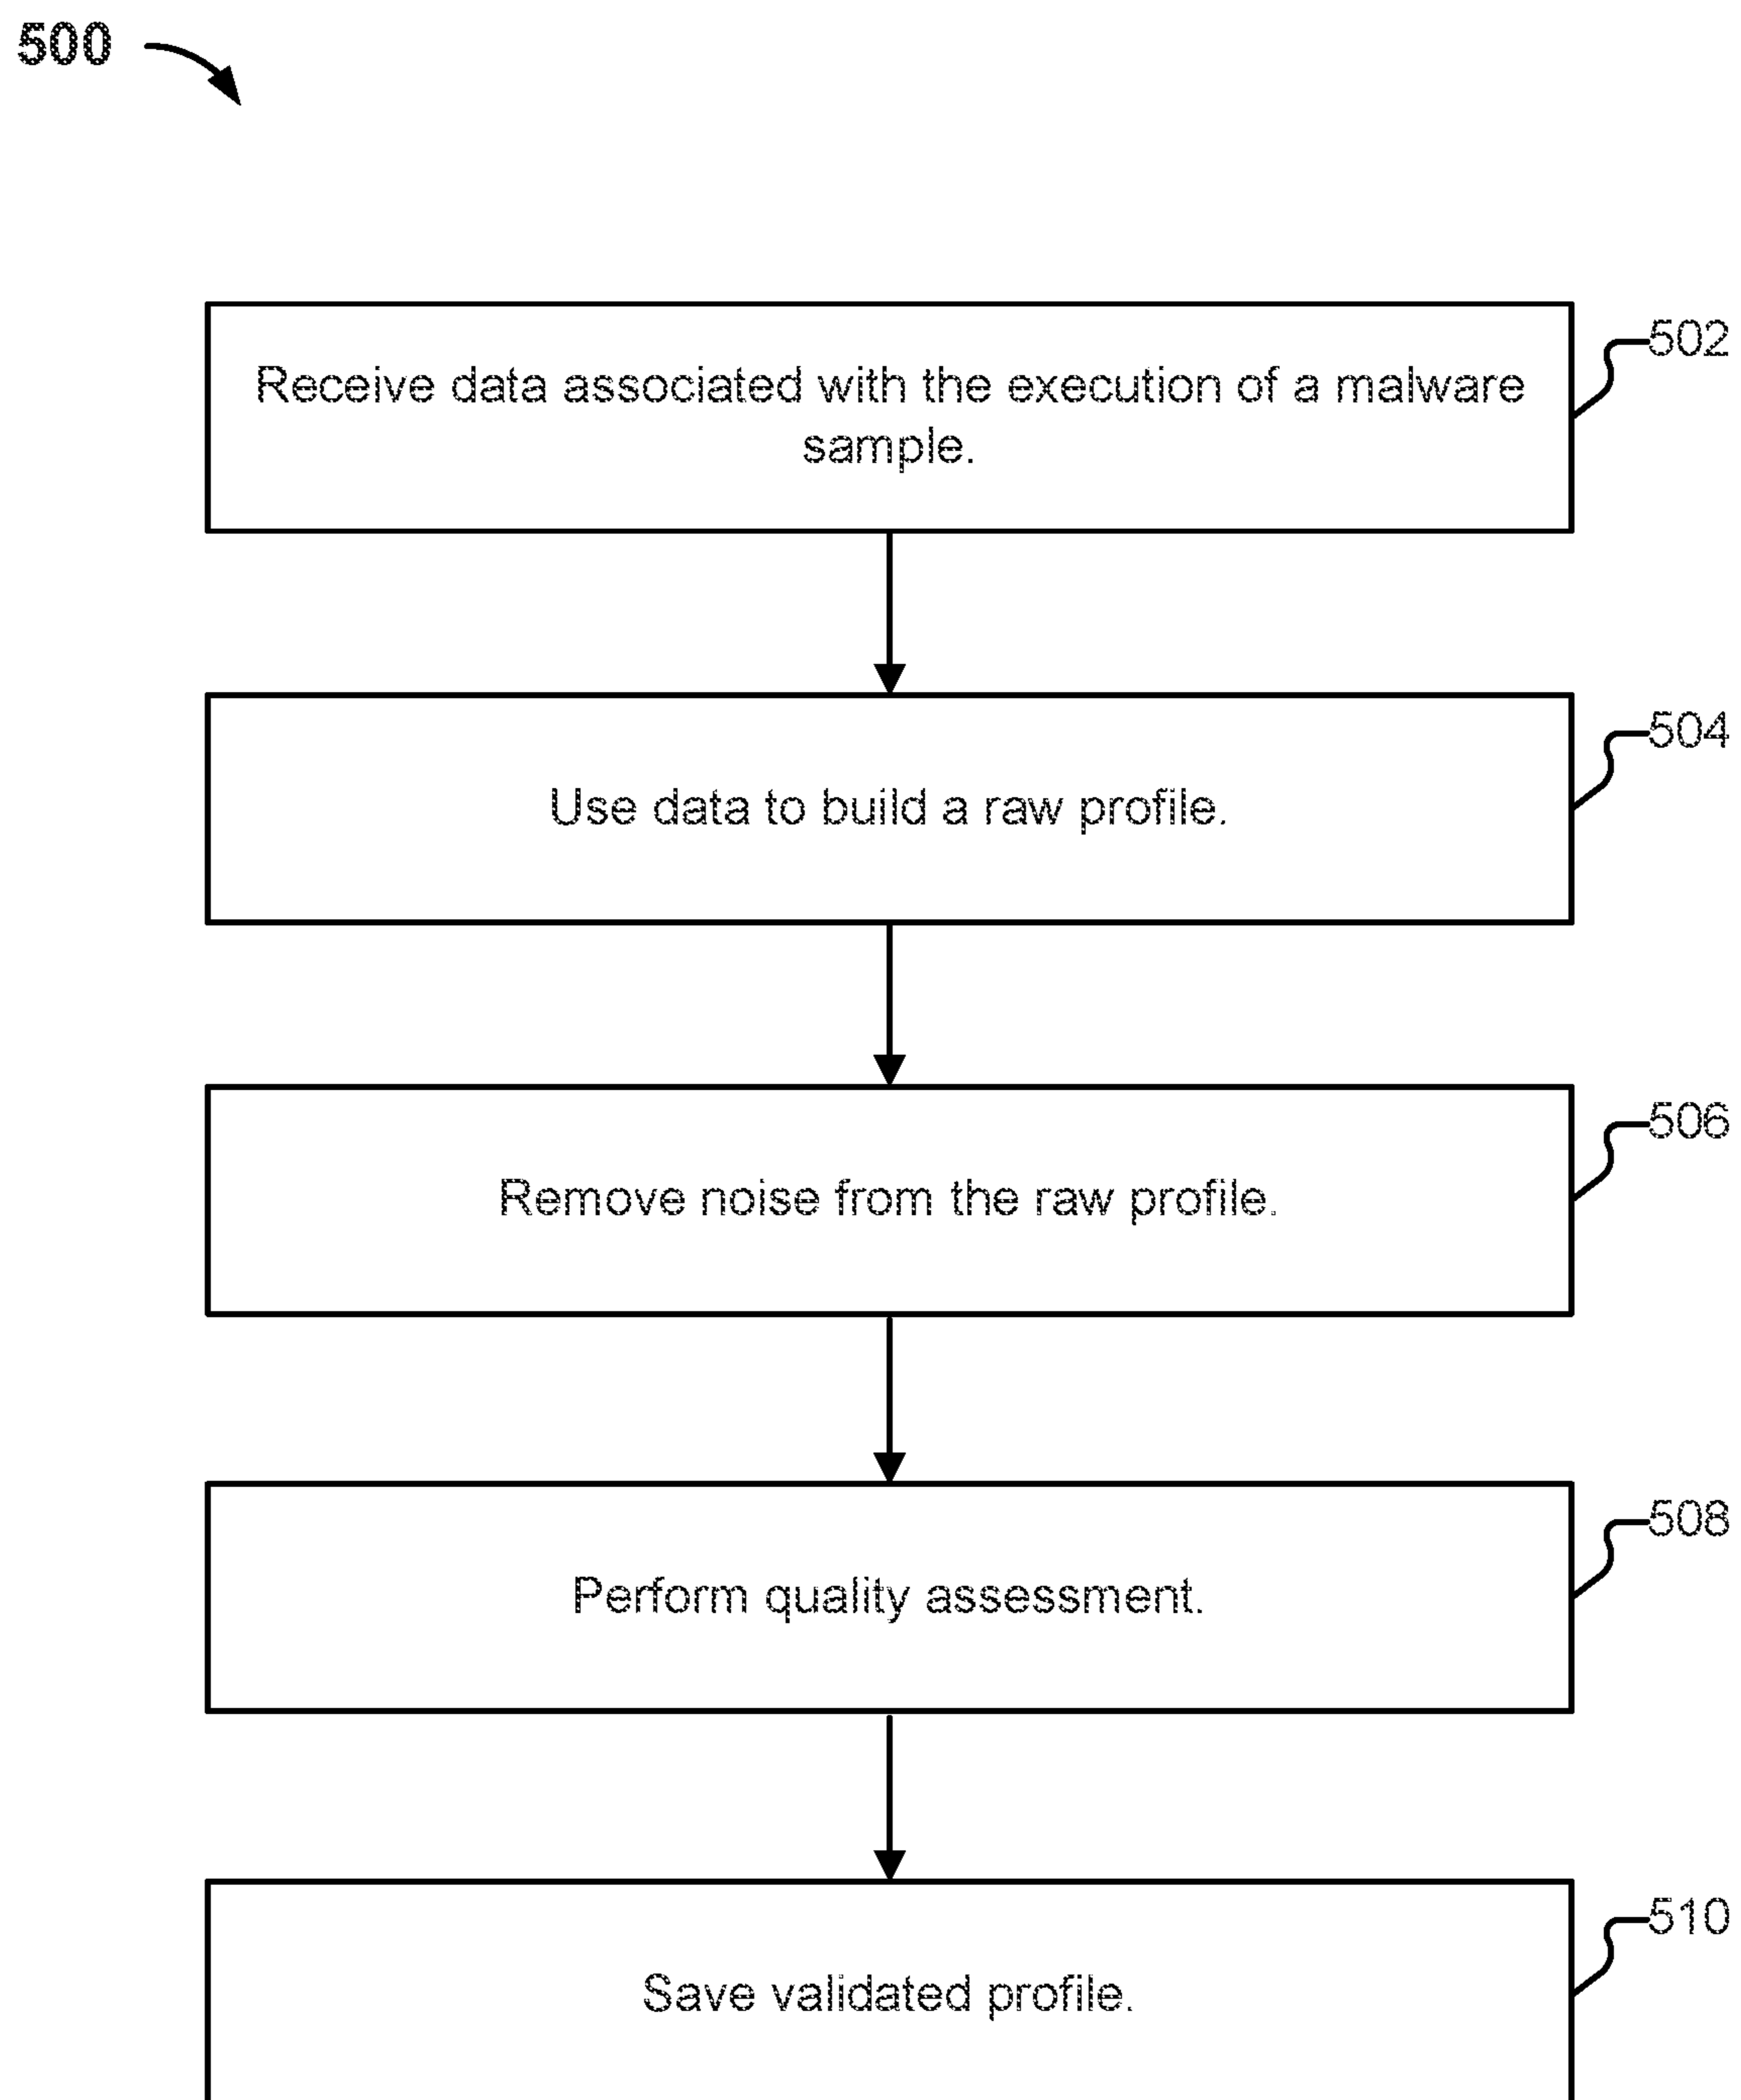 500
502
Receive data associated with the execution of a malware
sample.
504
Use data to build a raw profile.
506
Remove noise from the raw profile.
508
Perform quality assessment.
510
Save validated profile.